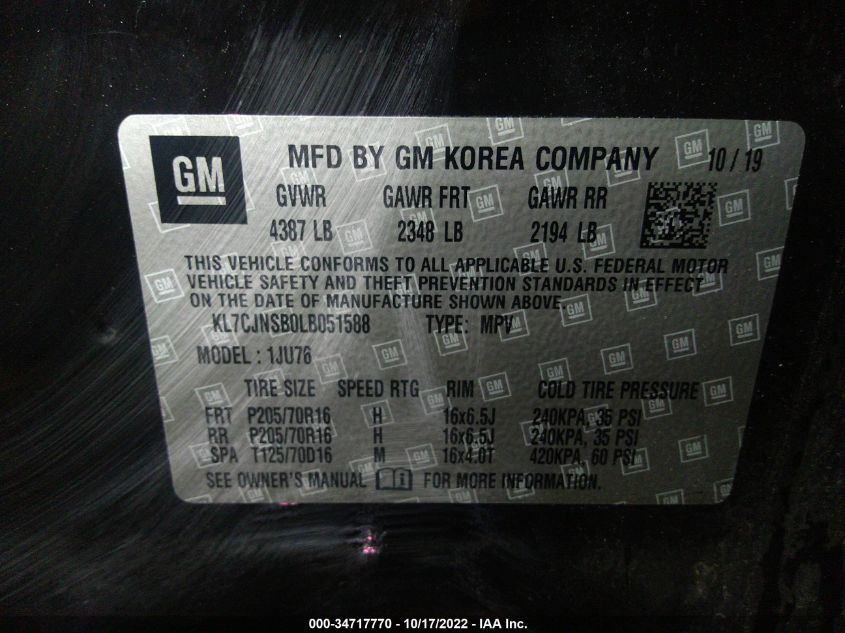 GM
MFD BY GM KOREA COMPANY 10/19
GVWR GAWR FRT GAWR RR
4387 LB 2348 LB 2194 LB
THIS VEHICLE CONFORMS TO ALL APPLICABLE U.S. FEDERAL MOTOR
VEHICLE SAFETY AND THEFT PREVENTION STANDARDS IN EFFECT
ON THE DATE OF MANUFACTURE SHOWN ABOVE.
KL7CJNSB0LB051588 TYPE: MPV
MODEL: 1JU76
TIRE SIZE SPEED RTG RIM COLD TIRE PRESSURE
FRT P205/70R16 H 16x6.5J 240KPA, 35 PSI
RR P205/70R16 H 16x6.5J 240KPA, 35 PSI
SPA T125/70D16 M 16x4.0T 420KPA, 60 PSI
SEE OWNER'S MANUAL FOR MORE INFORMATION.
000-34717770 - 10/17/2022 - IAA Inc.